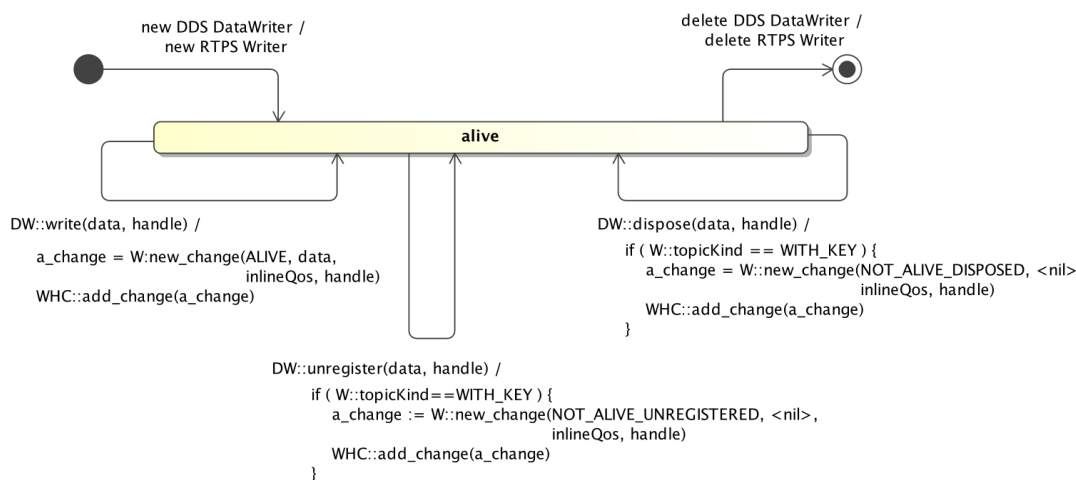 new DDS DataWriter /
new RTPS Writer
delete DDS DataWriter /
delete RTPS Writer
alive
DW::write(data, handle) /
a_change = W:new_change(ALIVE, data,
inlineQos, handle)
WHC::add_change(a_change)
DW::dispose(data, handle) /
if ( W::topicKind == WITH_KEY ) {
a_change = W::new_change(NOT_ALIVE_DISPOSED, <nil>
inlineQos, handle)
WHC::add_change(a_change)
}
DW::unregister(data, handle) /
if ( W::topicKind==WITH_KEY ) {
a_change := W::new_change(NOT_ALIVE_UNREGISTERED, <nil>,
inlineQos, handle)
WHC::add_change(a_change)
}